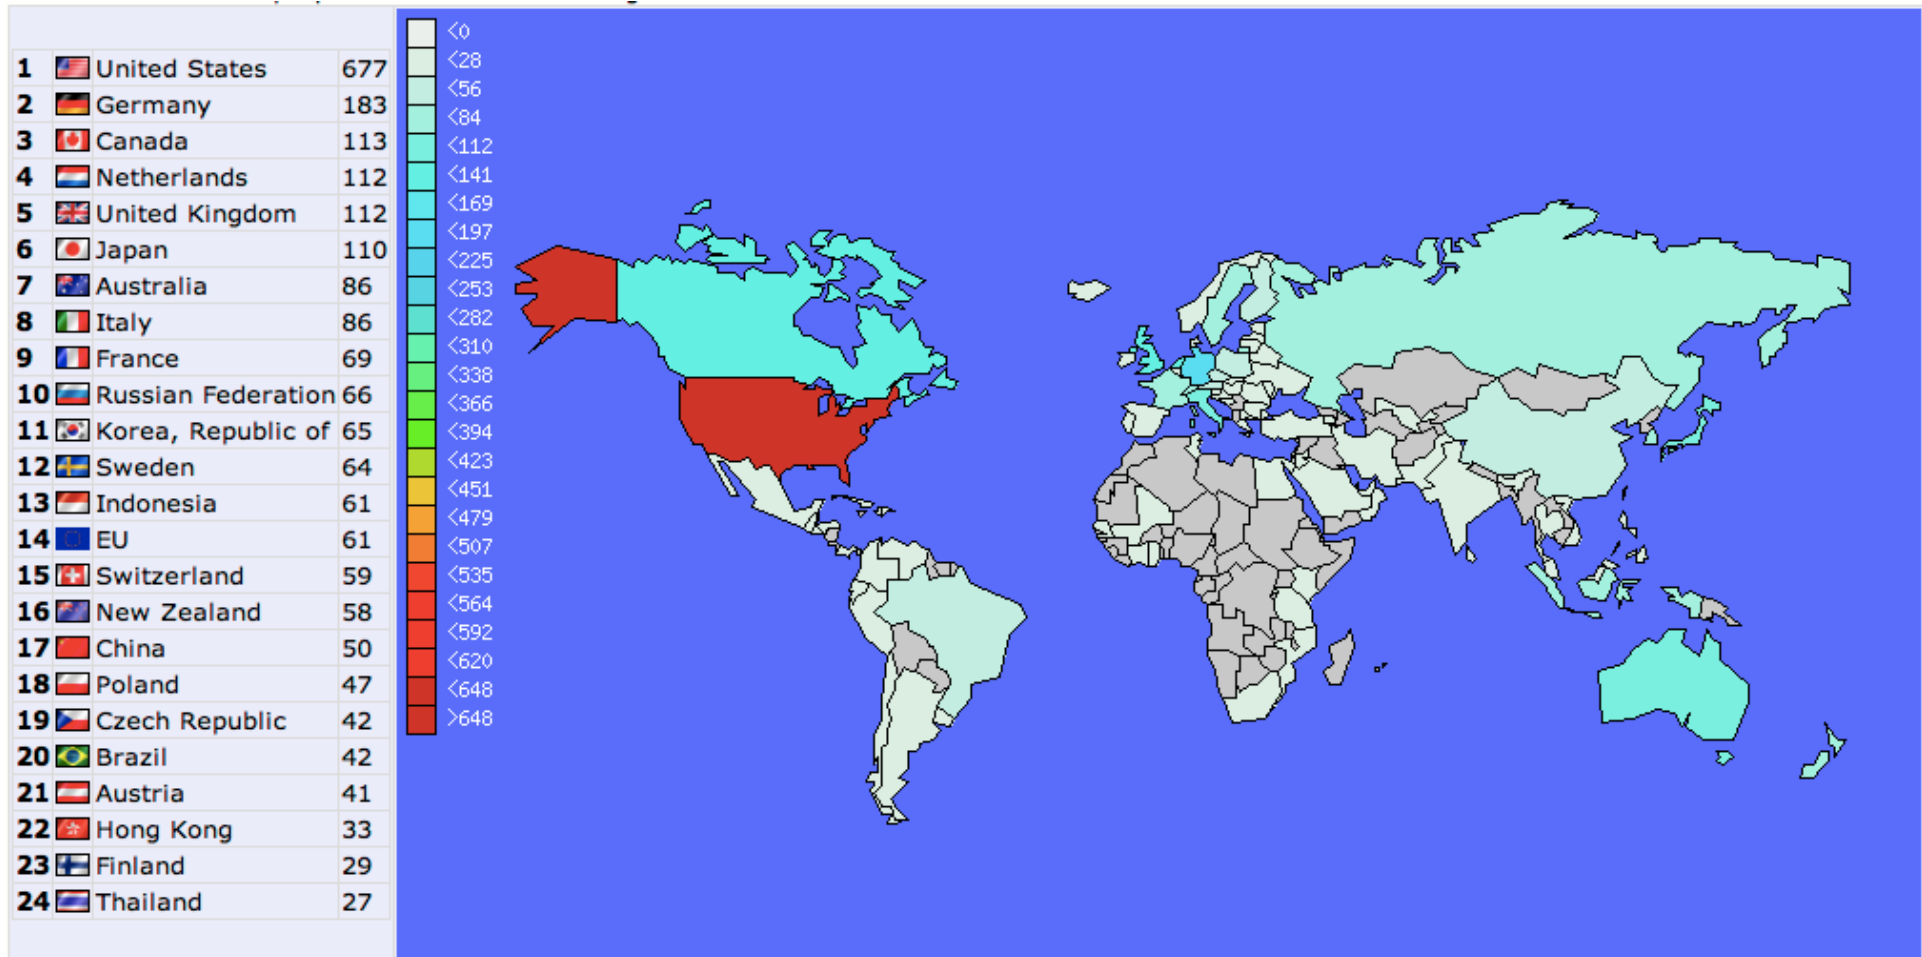 1 United States 677
2 Germany 183
3 Canada 113
4 Netherlands 112
5 United Kingdom 112
6 Japan 110
7 Australia 86
8 Italy 86
9 France 69
10 Russian Federation 66
11 Korea, Republic of 65
12 Sweden 64
13 Indonesia 61
14 EU 61
15 Switzerland 59
16 New Zealand 58
17 China 50
18 Poland 47
19 Czech Republic 42
20 Brazil 42
21 Austria 41
22 Hong Kong 33
23 Finland 29
24 Thailand 27
<0
<28
<56
<84
<112
<141
<169
<197
<225
<253
<282
<310
<338
<366
<394
<423
<451
<479
<507
<535
<564
<592
<620
<648
>648